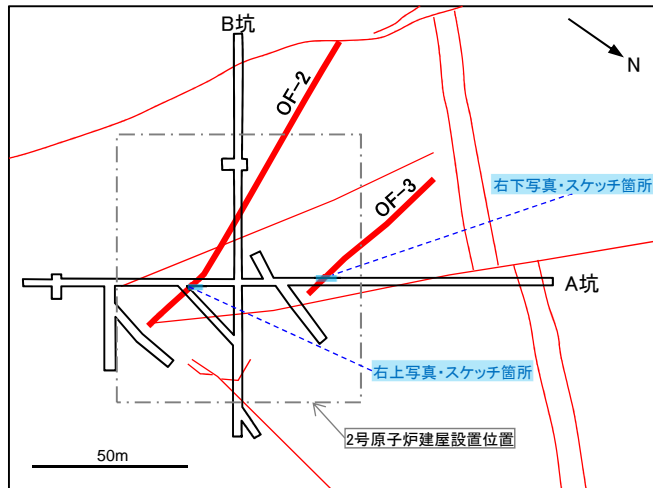 B坑
N
OF-2
OF-3
右下写真・スケッチ箇所
A坑
右上写真・スケッチ箇所
2号原子炉建屋設置位置
50m